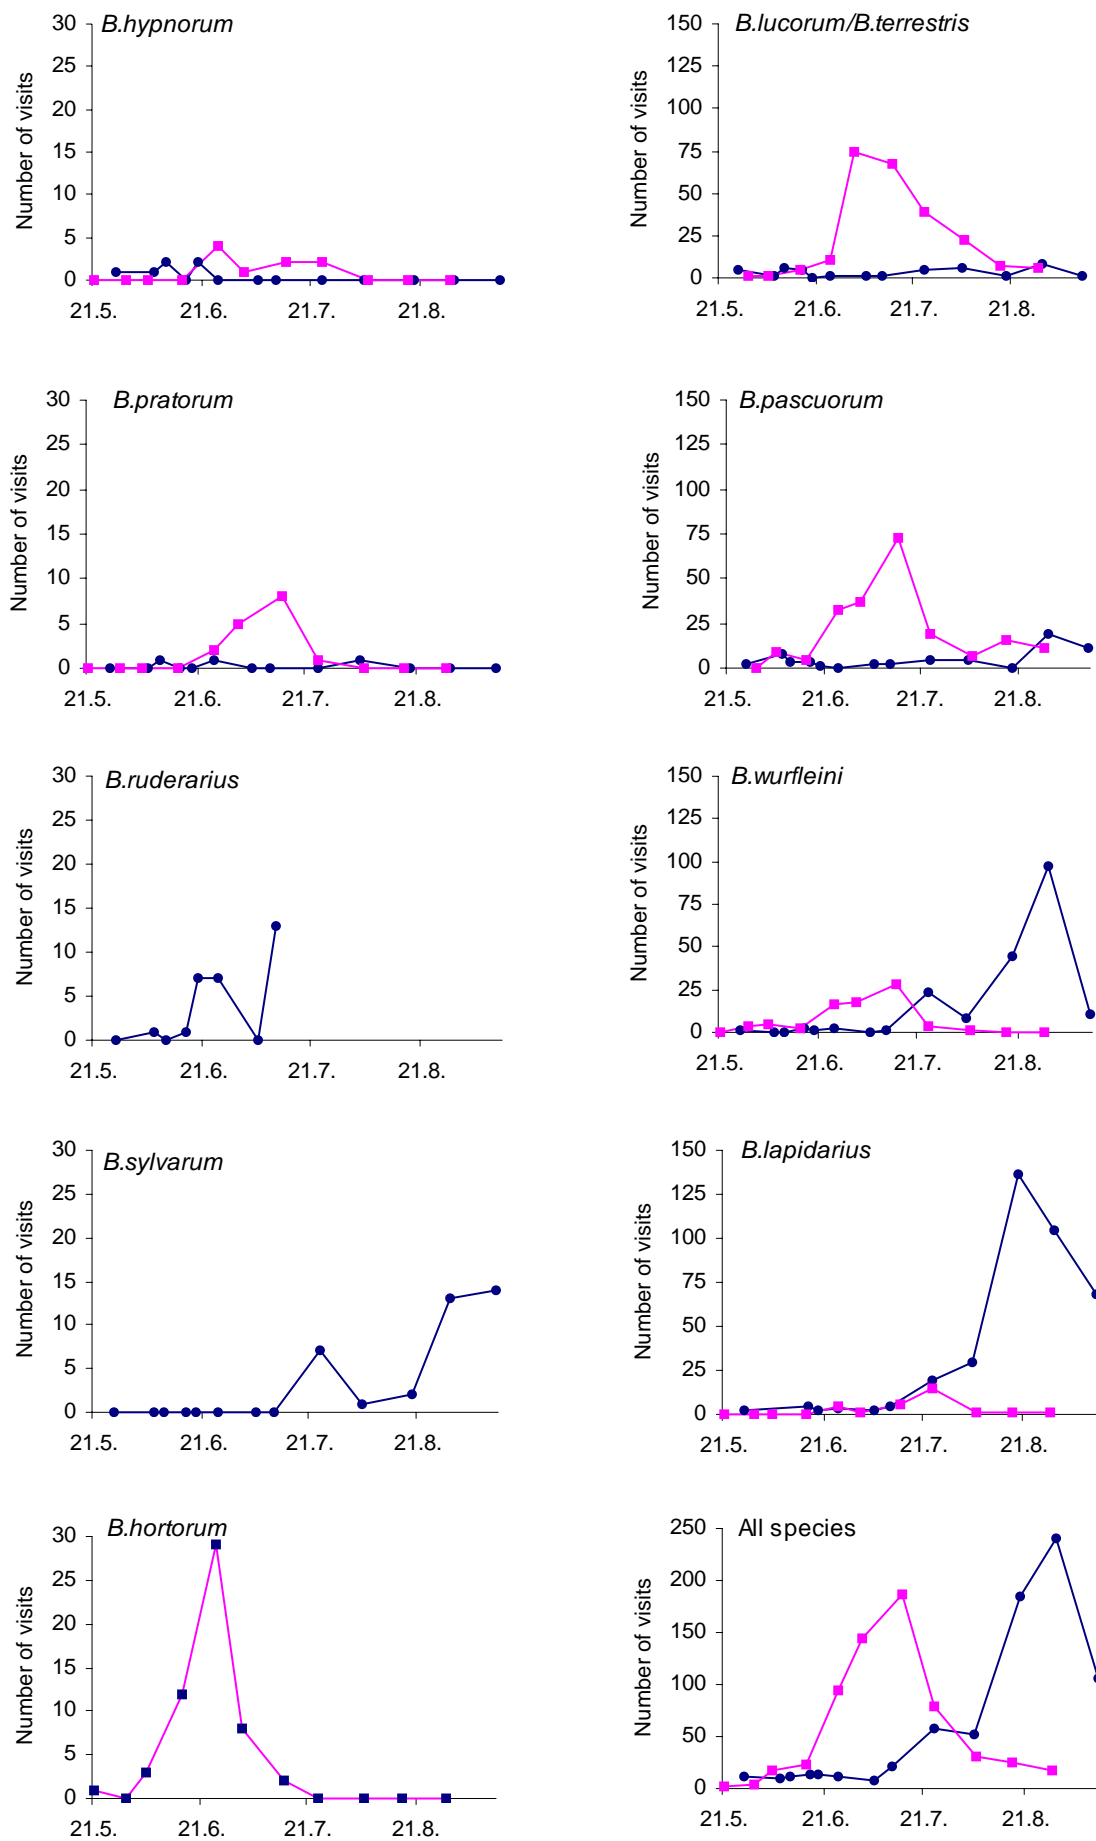 B.hypnorum
Number of visits
30
25
20
15
10
5
0
21.5. 21.6. 21.7. 21.8.
B.lucorum/B.terrestris
Number of visits
150
125
100
75
50
25
0
21.5. 21.6. 21.7. 21.8.
B.pratorum
Number of visits
30
25
20
15
10
5
0
21.5. 21.6. 21.7. 21.8.
B.pascuorum
Number of visits
150
125
100
75
50
25
0
21.5. 21.6. 21.7. 21.8.
B.ruderarius
Number of visits
30
25
20
15
10
5
0
21.5. 21.6. 21.7. 21.8.
B.wurfleini
Number of visits
150
125
100
75
50
25
0
21.5. 21.6. 21.7. 21.8.
B.sylvarum
Number of visits
30
25
20
15
10
5
0
21.5. 21.6. 21.7. 21.8.
B.lapidarius
Number of visits
150
125
100
75
50
25
0
21.5. 21.6. 21.7. 21.8.
B.hortorum
Number of visits
30
25
20
15
10
5
0
21.5. 21.6. 21.7. 21.8.
All species
Number of visits
250
200
150
100
50
0
21.5. 21.6. 21.7. 21.8.